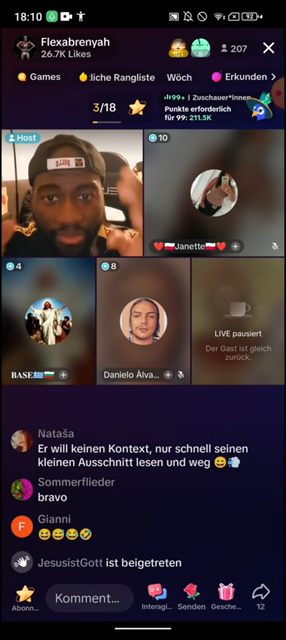 18:10
92
Flexabrenyah
26.7K Likes
207
Games
liche Rangliste
Wöch
Erkunden
3/18
99+ | Zuschauer*innen
Punkte erforderlich
für 99: 211.5K
Host
10
❤️🇵🇱Janette🇵🇱❤️
4
8
BASE🇬🇷🇧🇬
Danielo Àlva...
LIVE pausiert
Der Gast ist gleich
zurück.
Nataša
Er will keinen Kontext, nur schnell seinen
kleinen Ausschnitt lesen und weg 😄💨
Sommerflieder
bravo
F
Gianni
😆😆😆🤣
JesusistGott ist beigetreten
Abonn...
Komment...
Interagi...
Senden
Gesche...
12